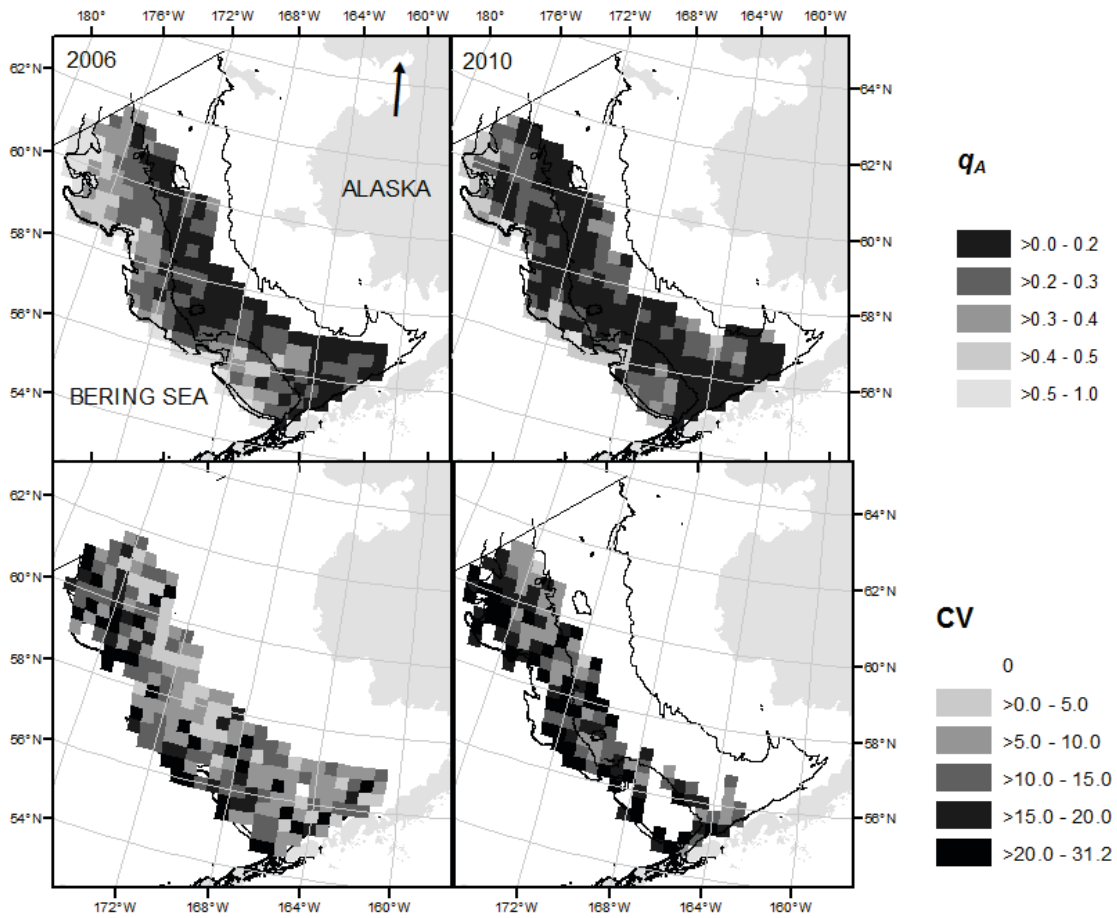 180° 176°W 172°W 168°W 164°W 160°W
180° 176°W 172°W 168°W 164°W 160°W
2006
2010
62°N
60°N
58°N
56°N
54°N
64°N
62°N
60°N
58°N
56°N
ALASKA
BERING SEA
qA
>0.0 - 0.2
>0.2 - 0.3
>0.3 - 0.4
>0.4 - 0.5
>0.5 - 1.0
62°N
60°N
58°N
56°N
54°N
64°N
62°N
60°N
58°N
56°N
CV
0
>0.0 - 5.0
>5.0 - 10.0
>10.0 - 15.0
>15.0 - 20.0
>20.0 - 31.2
172°W 168°W 164°W 160°W
172°W 168°W 164°W 160°W